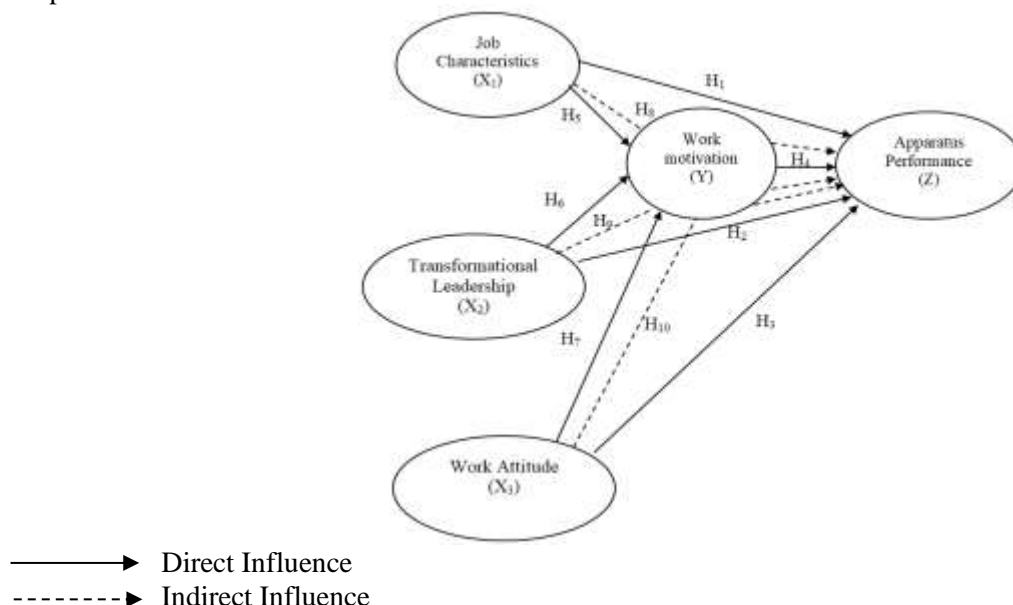 Job
Characteristics
(X₁)
H₁
H₈
H₅
Work
motivation
(Y)
H₄
Apparatus
Performance
(Z)
H₆
H₉
H₂
Transformational
Leadership
(X₂)
H₇
H₁₀
H₃
Work Attitude
(X₃)
Direct Influence
Indirect Influence